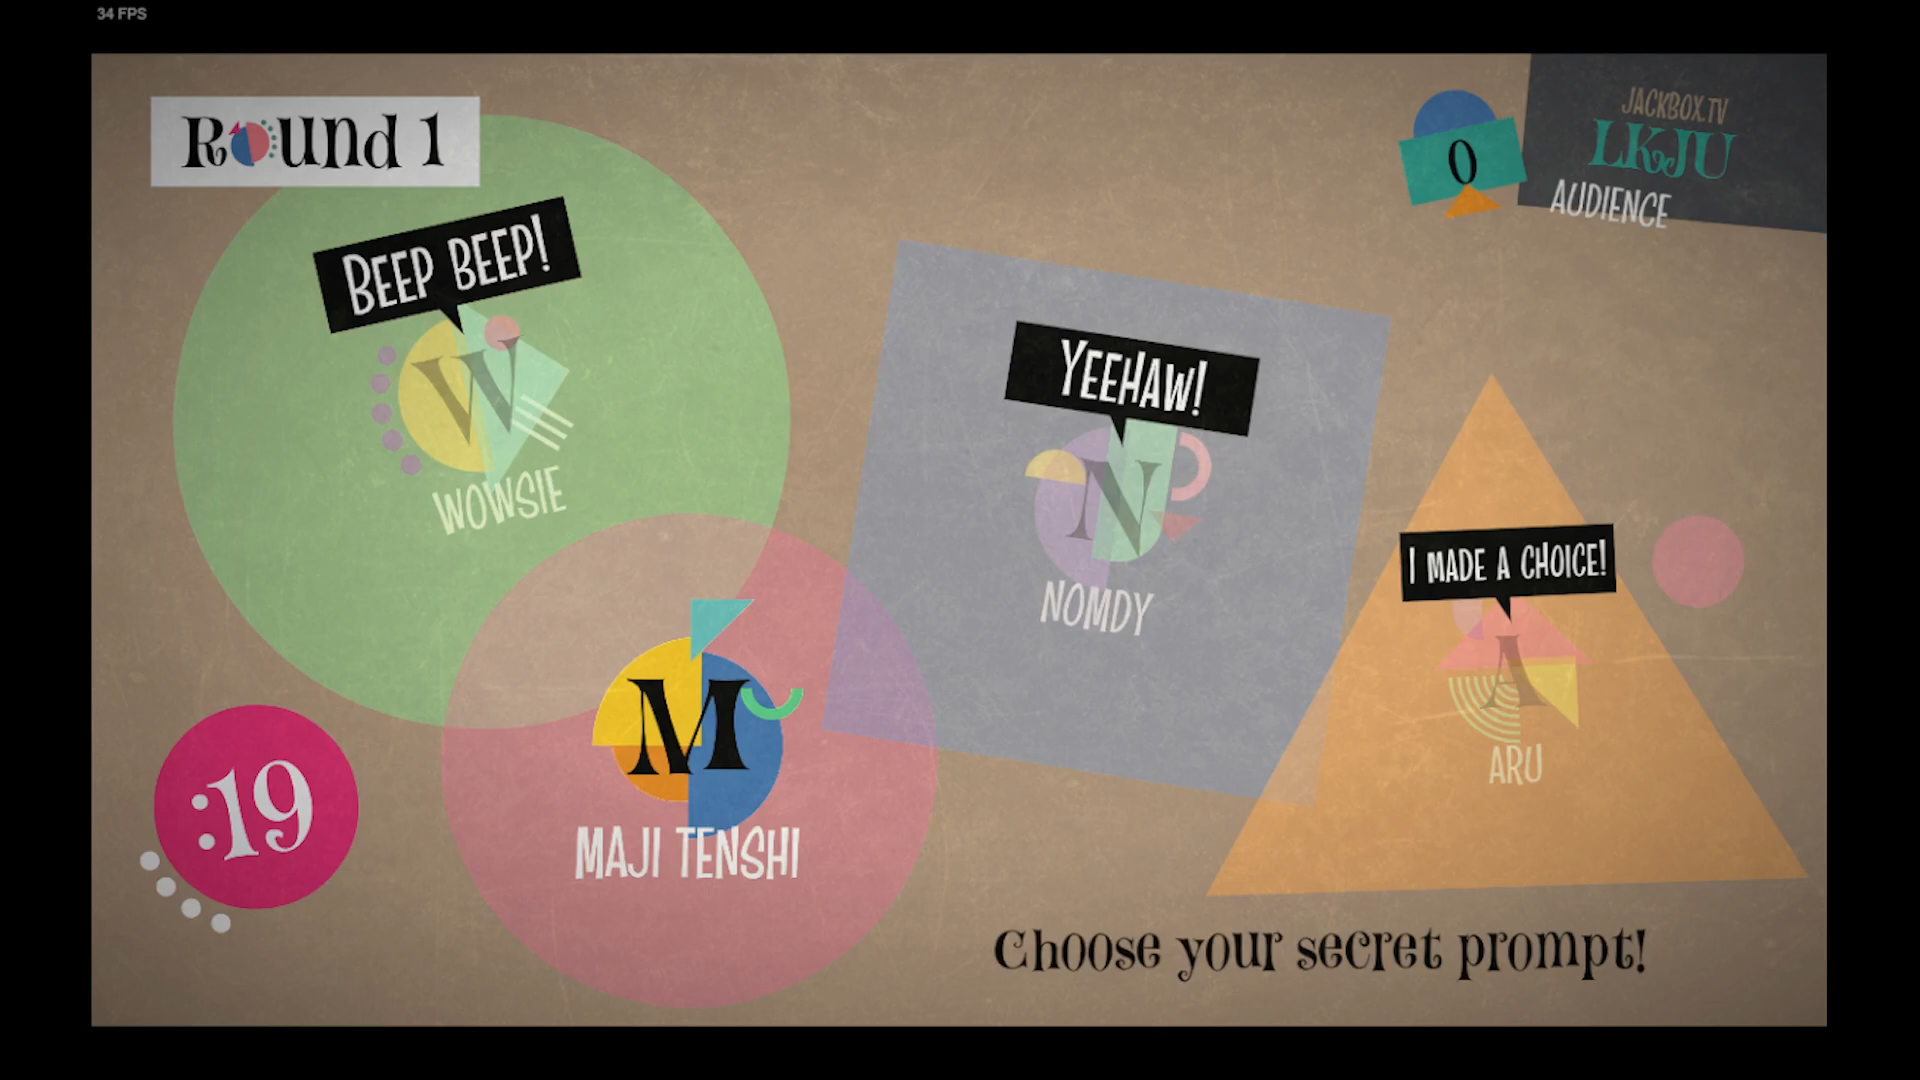 34 FPS
Round 1
JACKBOX.TV
LKJU
0
AUDIENCE
BEEP BEEP!
W
WOWSIE
YEEHAW!
N
NOMDY
I MADE A CHOICE!
A
ARU
M
MAJI TENSHI
:19
Choose your secret prompt!